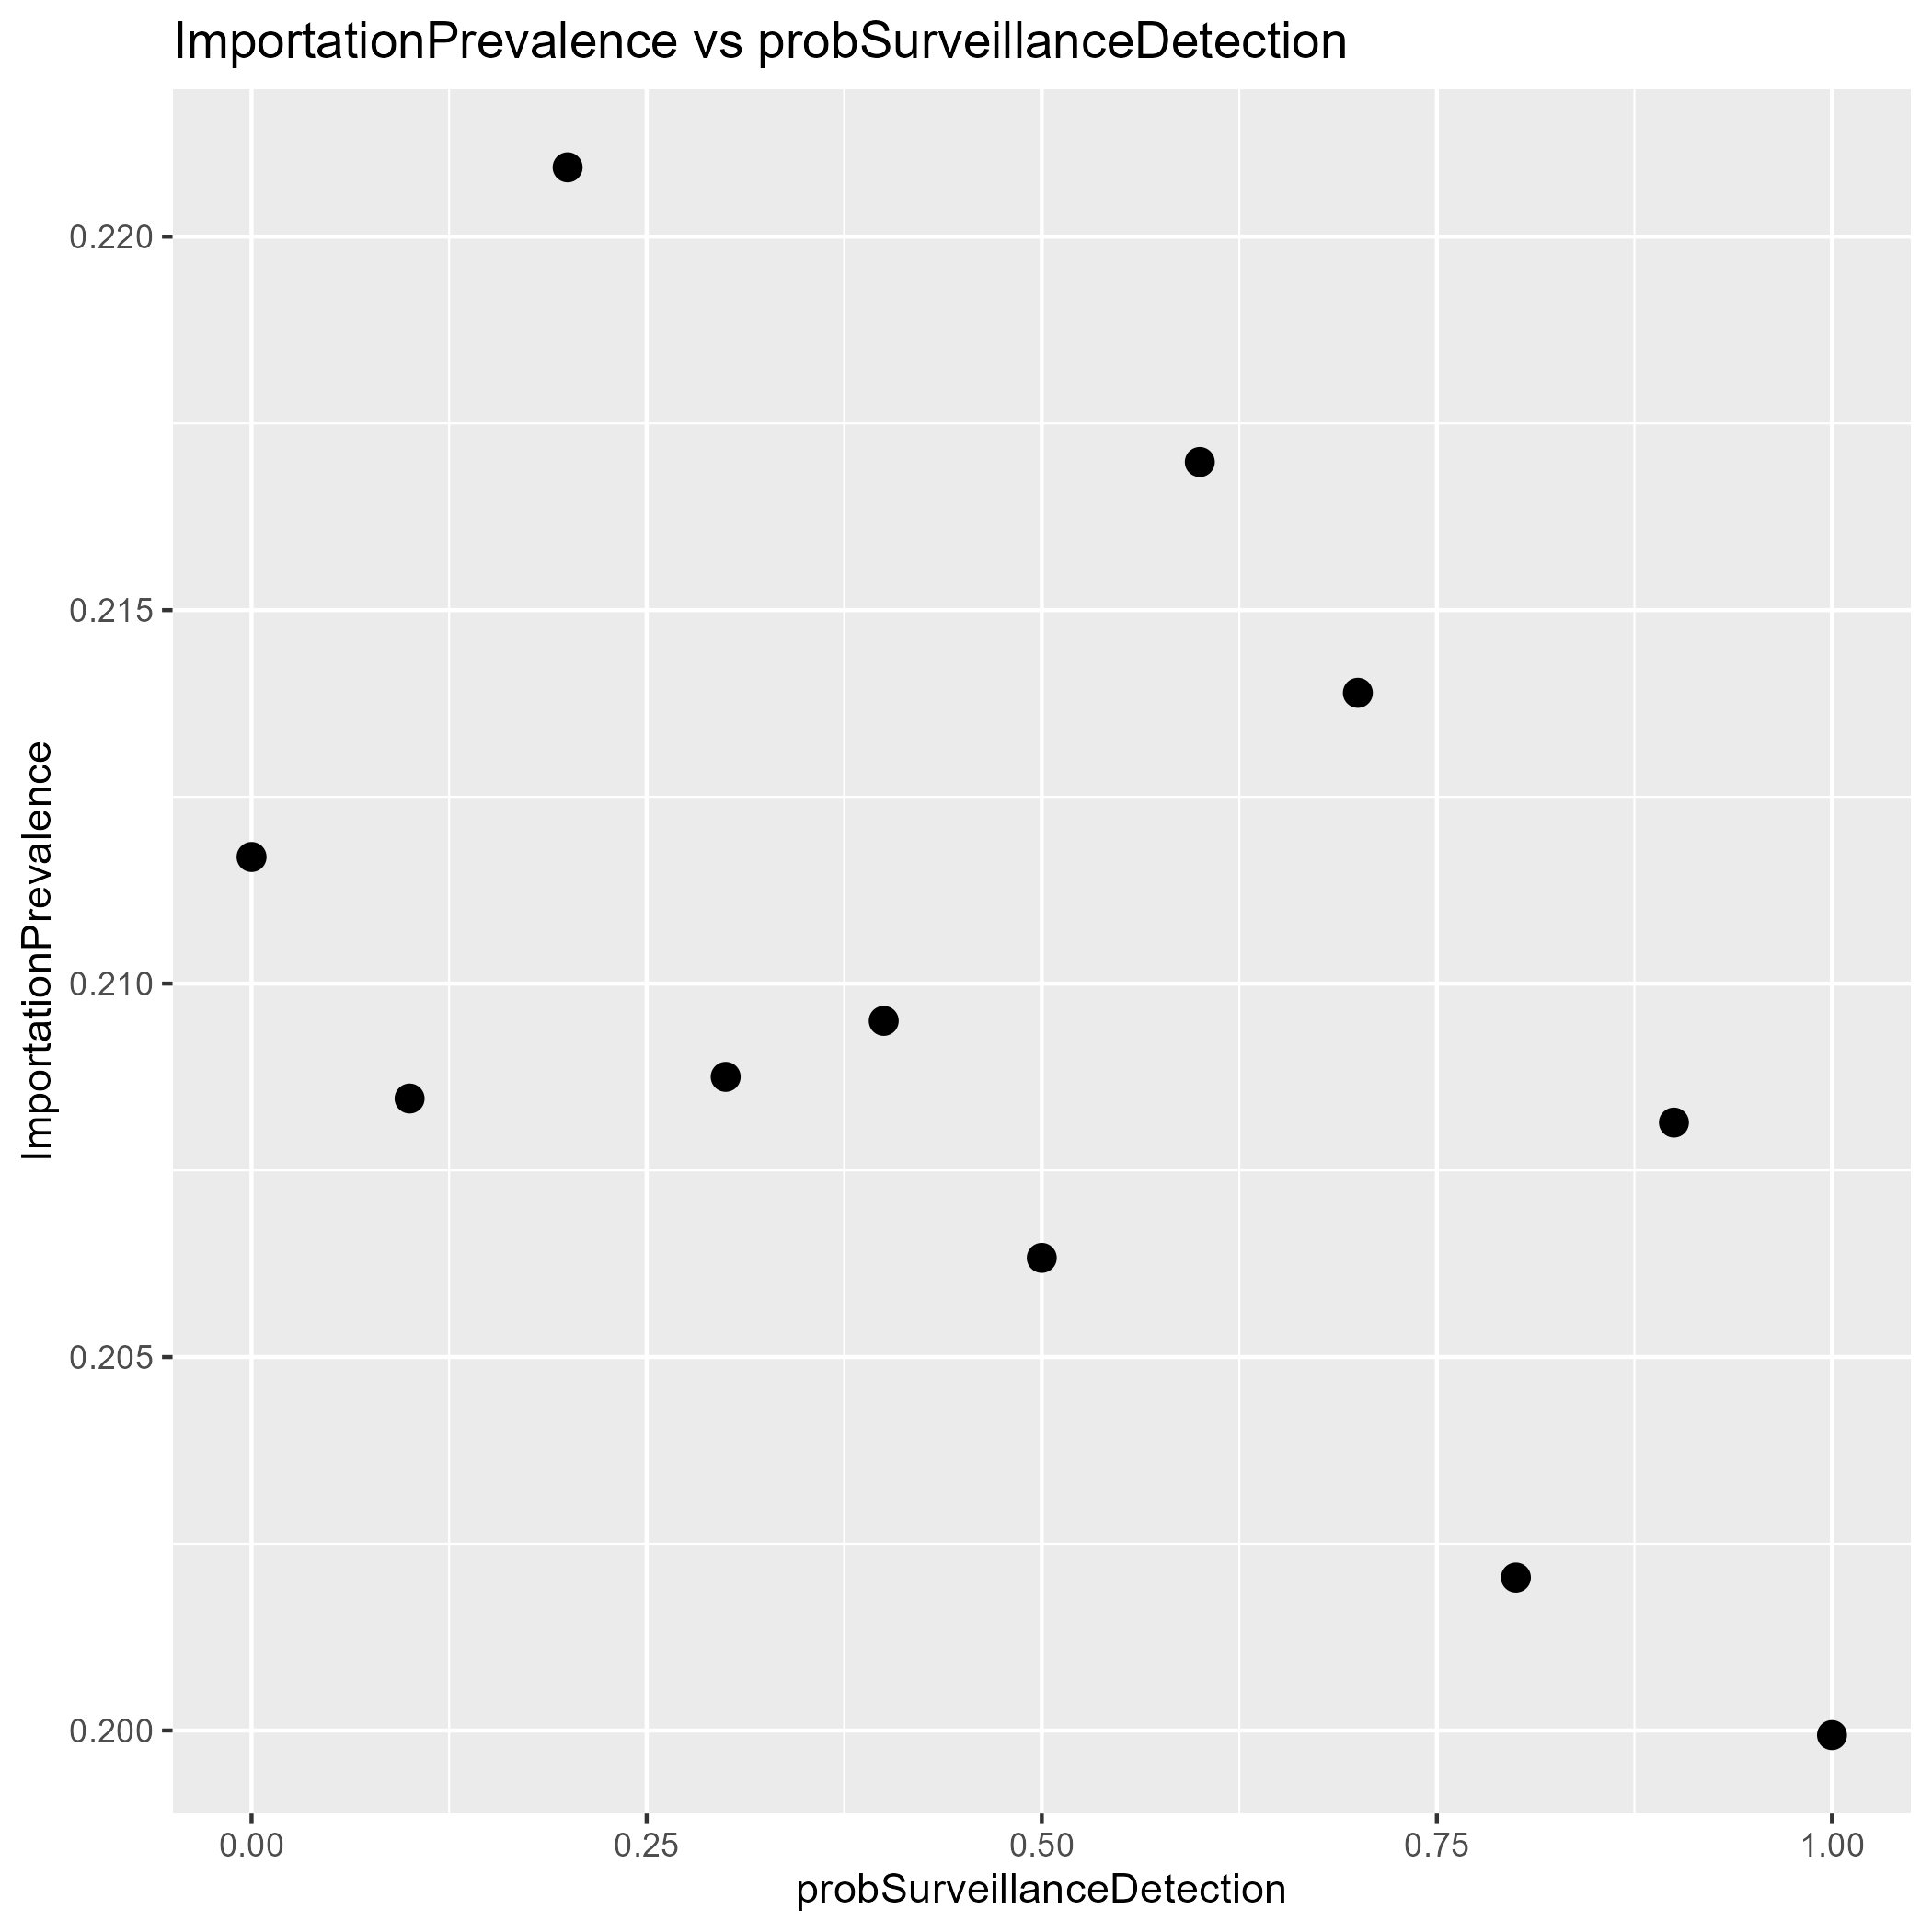 ImportationPrevalence vs probSurveillanceDetection
0.220
0.215
0.210
0.205
0.200
ImportationPrevalence
0.00 0.25 0.50 0.75 1.00
probSurveillanceDetection